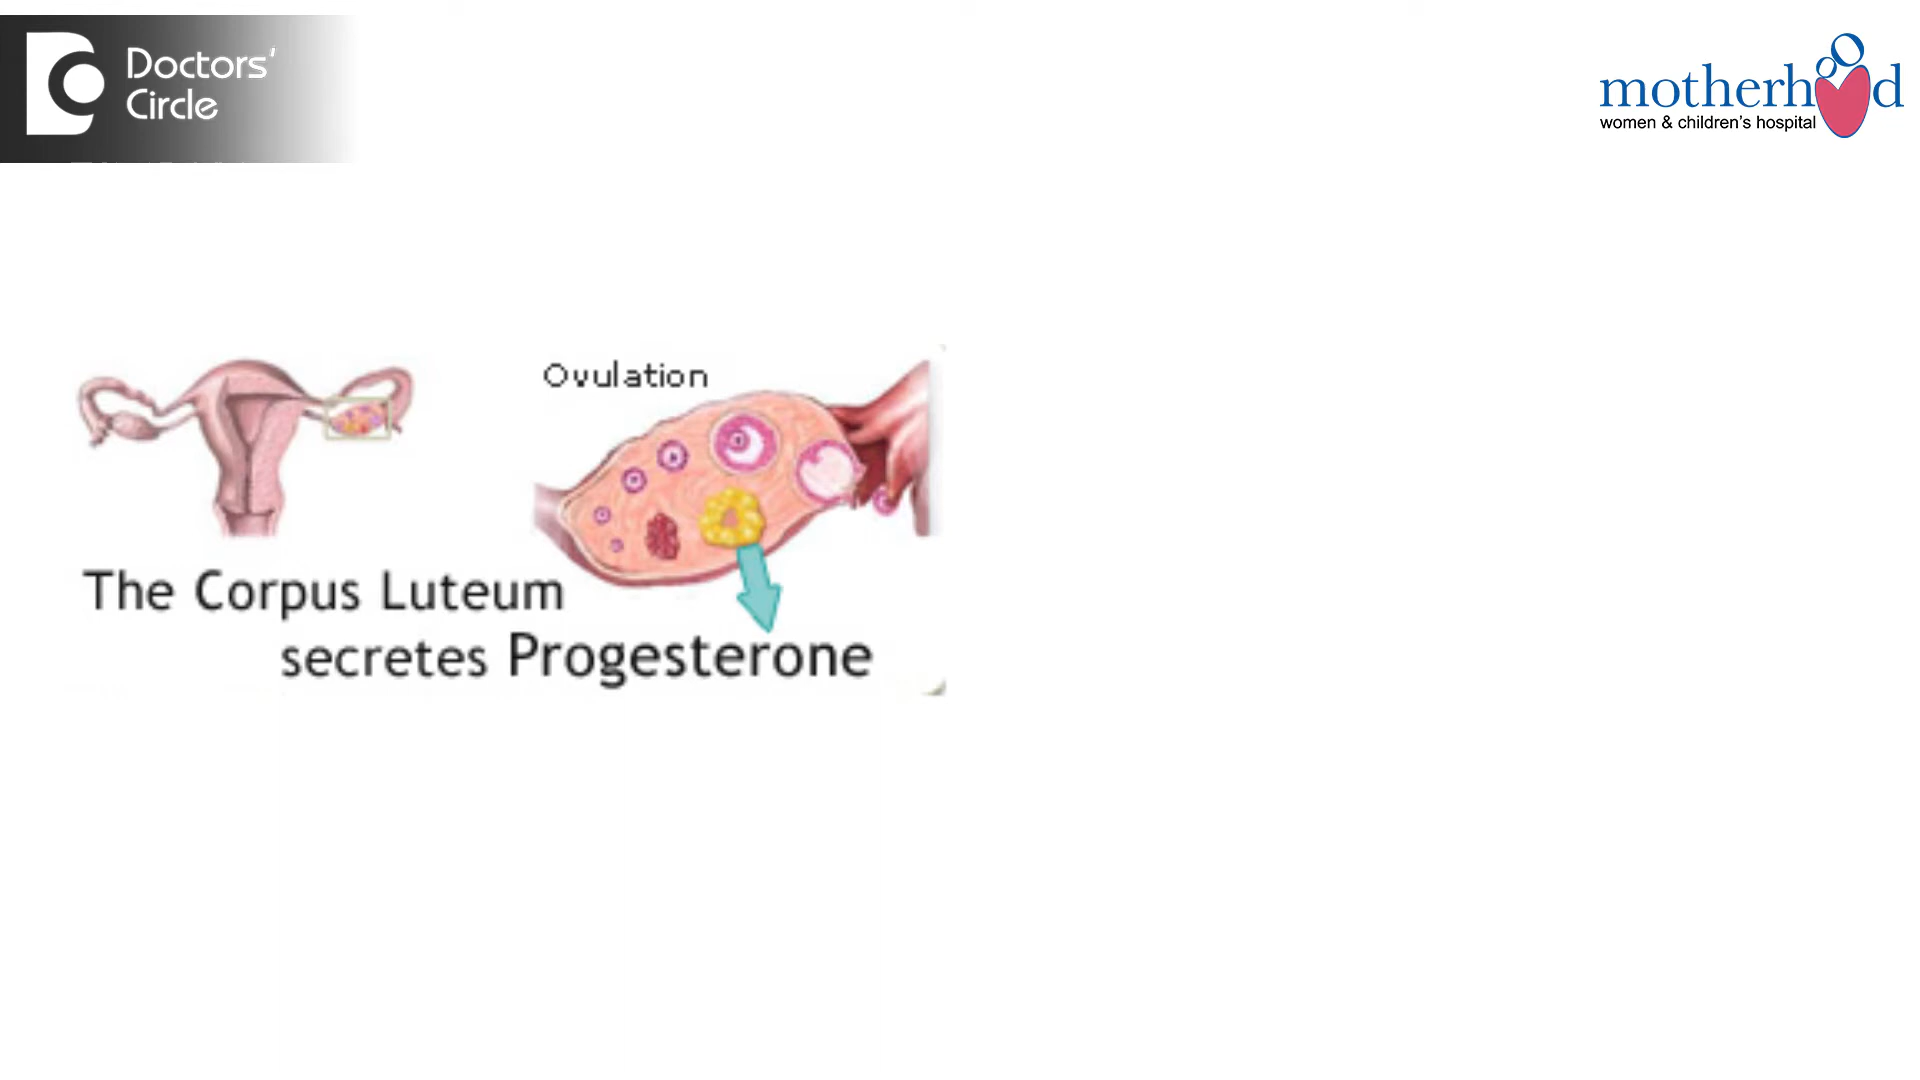 Doctors'
Circle
motherhood
women & children's hospital
Ovulation
The Corpus Luteum
secretes Progesterone